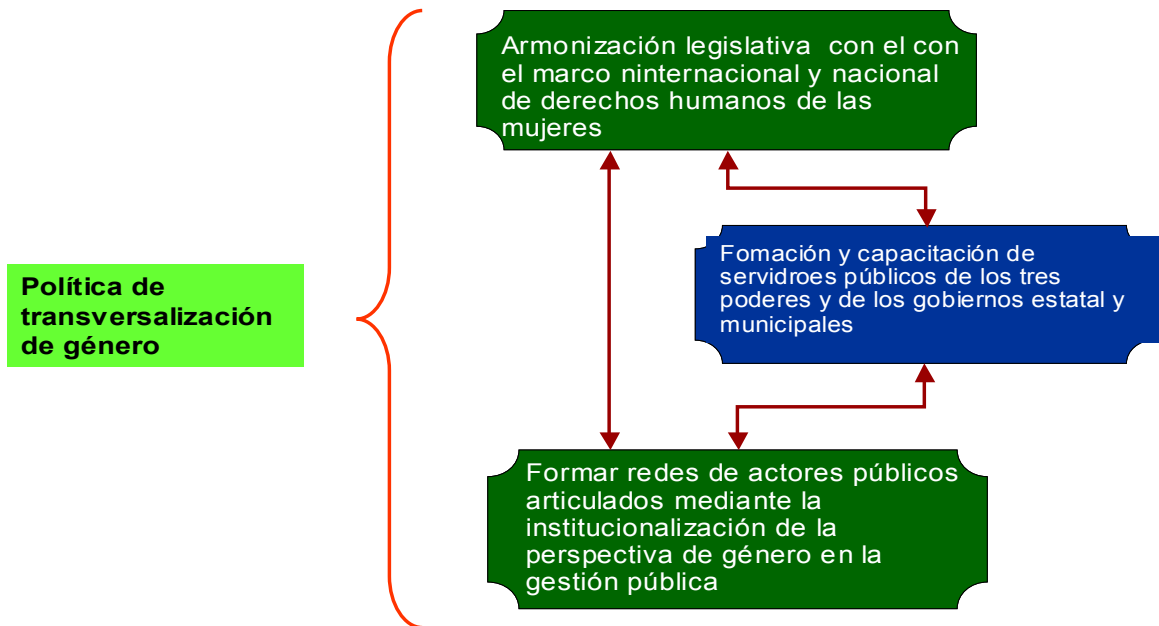 Armonización legislativa  con el con
el marco ninternacional y nacional
de derechos humanos de las
mujeres
Fomación y capacitación de
servidroes públicos de los tres
poderes y de los gobiernos estatal y
municipales
Política de
transversalización
de género
Formar redes de actores públicos
articulados mediante la
institucionalización de la
perspectiva de género en la
gestión pública